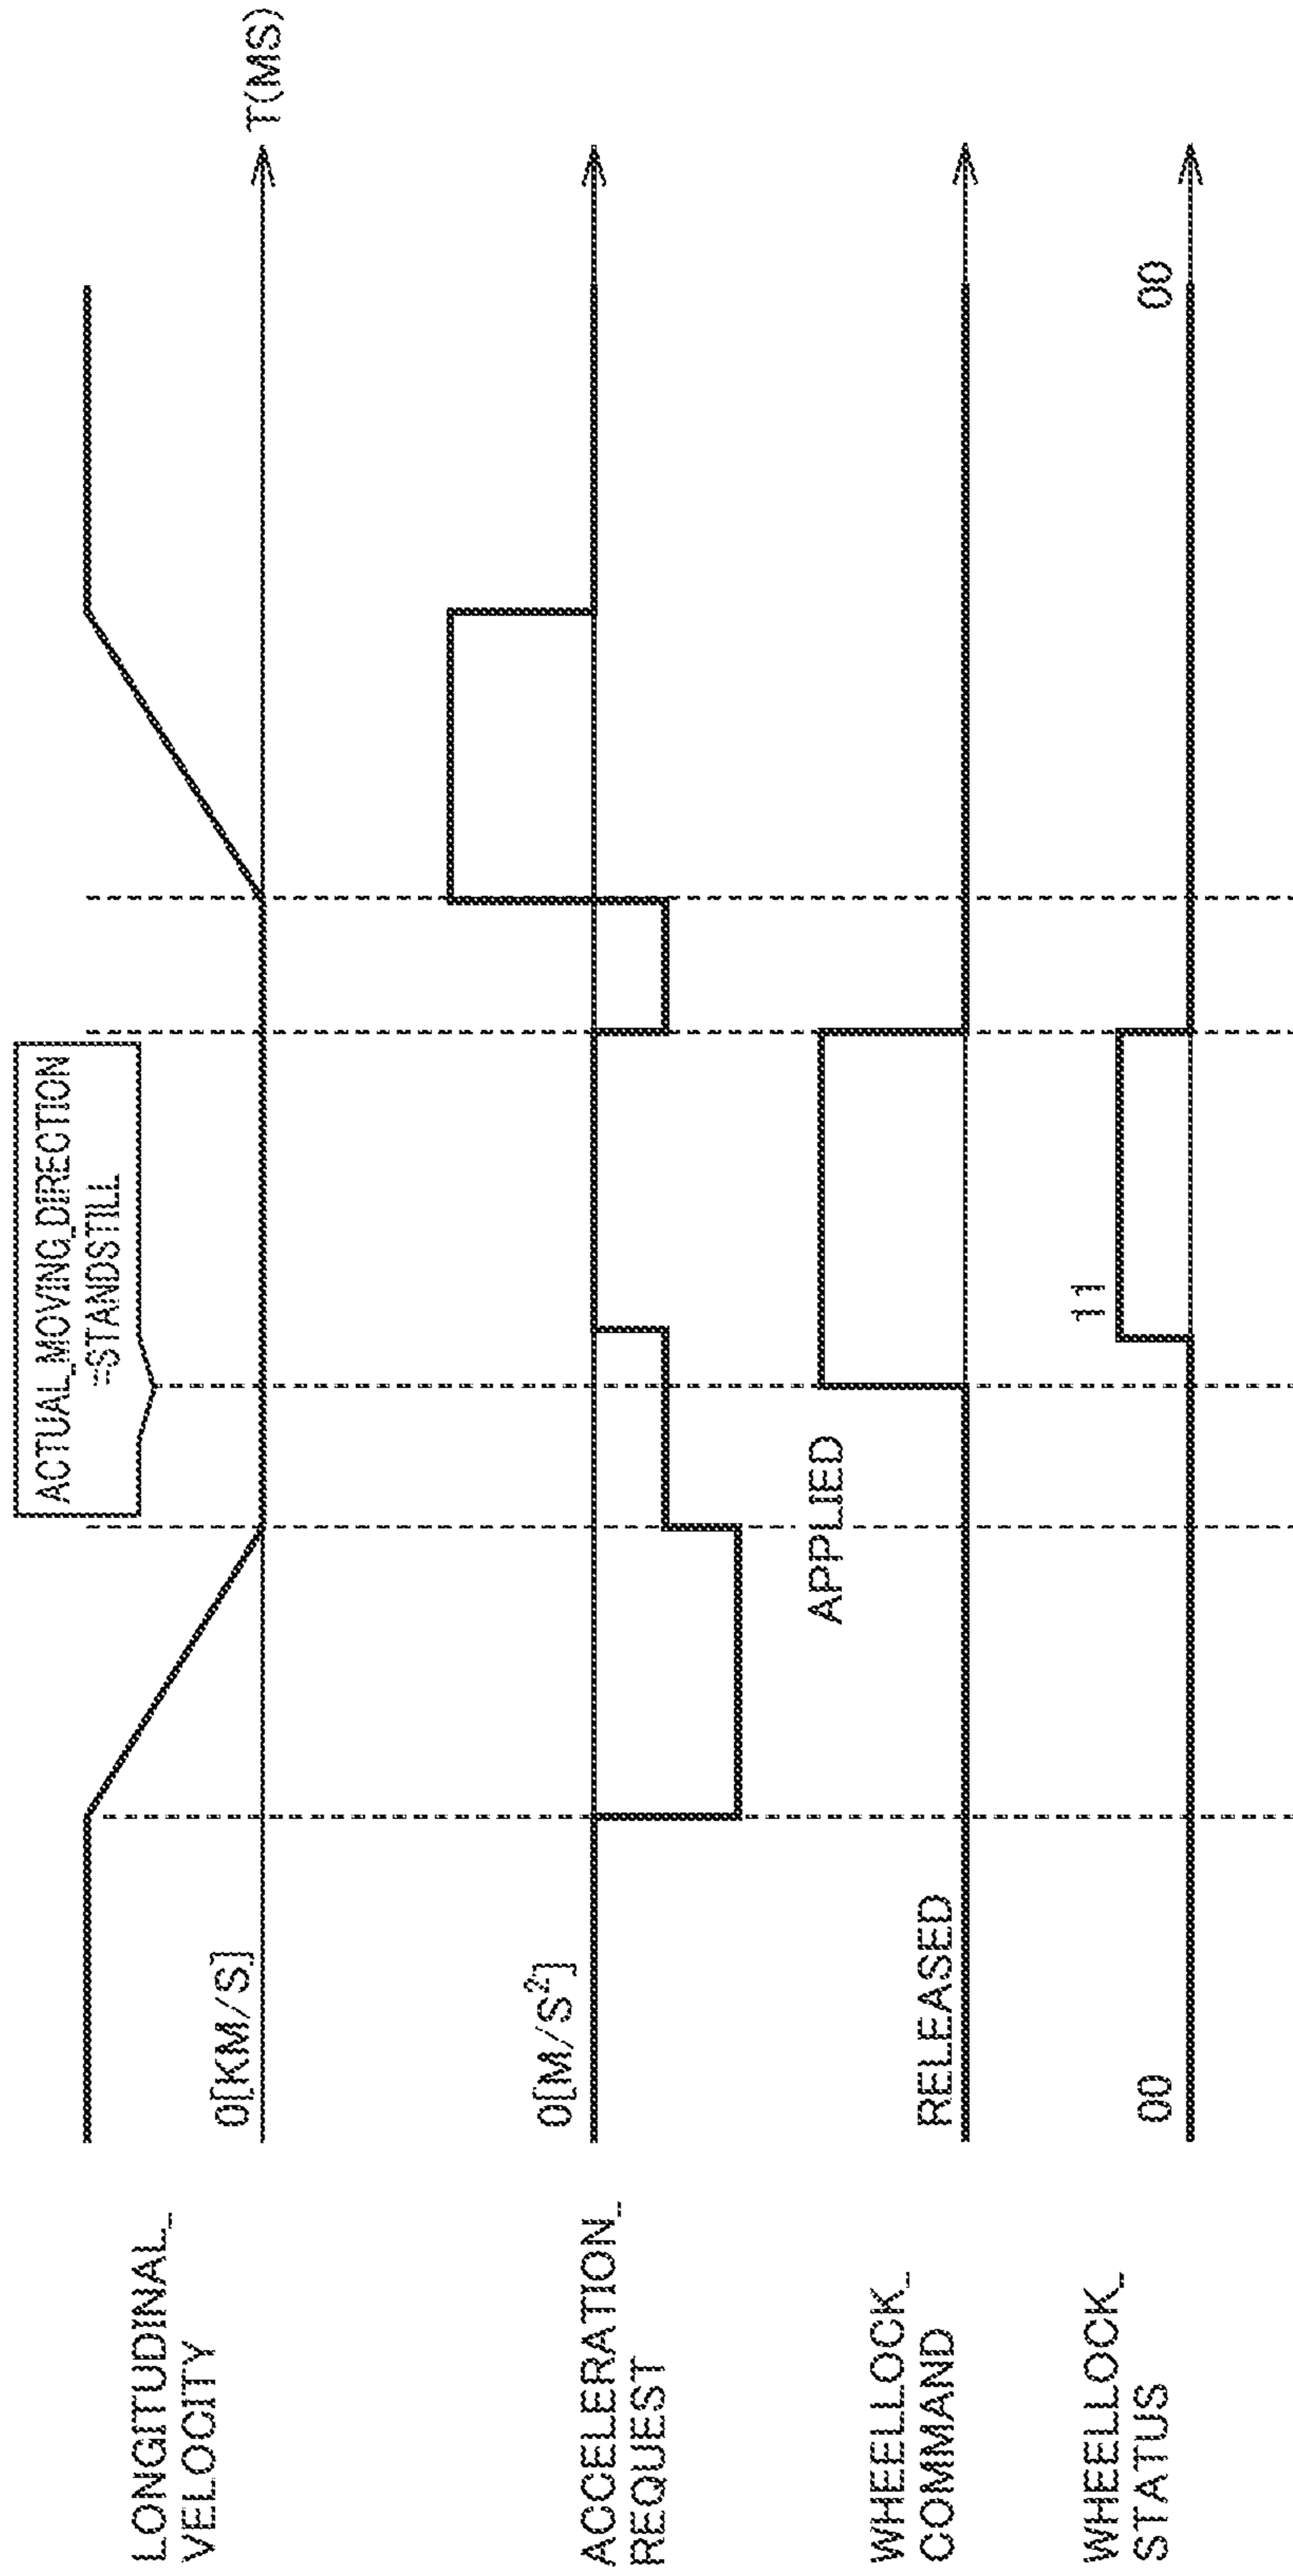 ACTUAL_MOVING_DIRECTION
=STANDSTILL
LONGITUDINAL_
VELOCITY
0[KM/S]
T(MS)
ACCELERATION_
REQUEST
0[M/S²]
WHEELLOCK_
COMMAND
RELEASED
APPLIED
WHEELLOCK_
STATUS
00
11
00